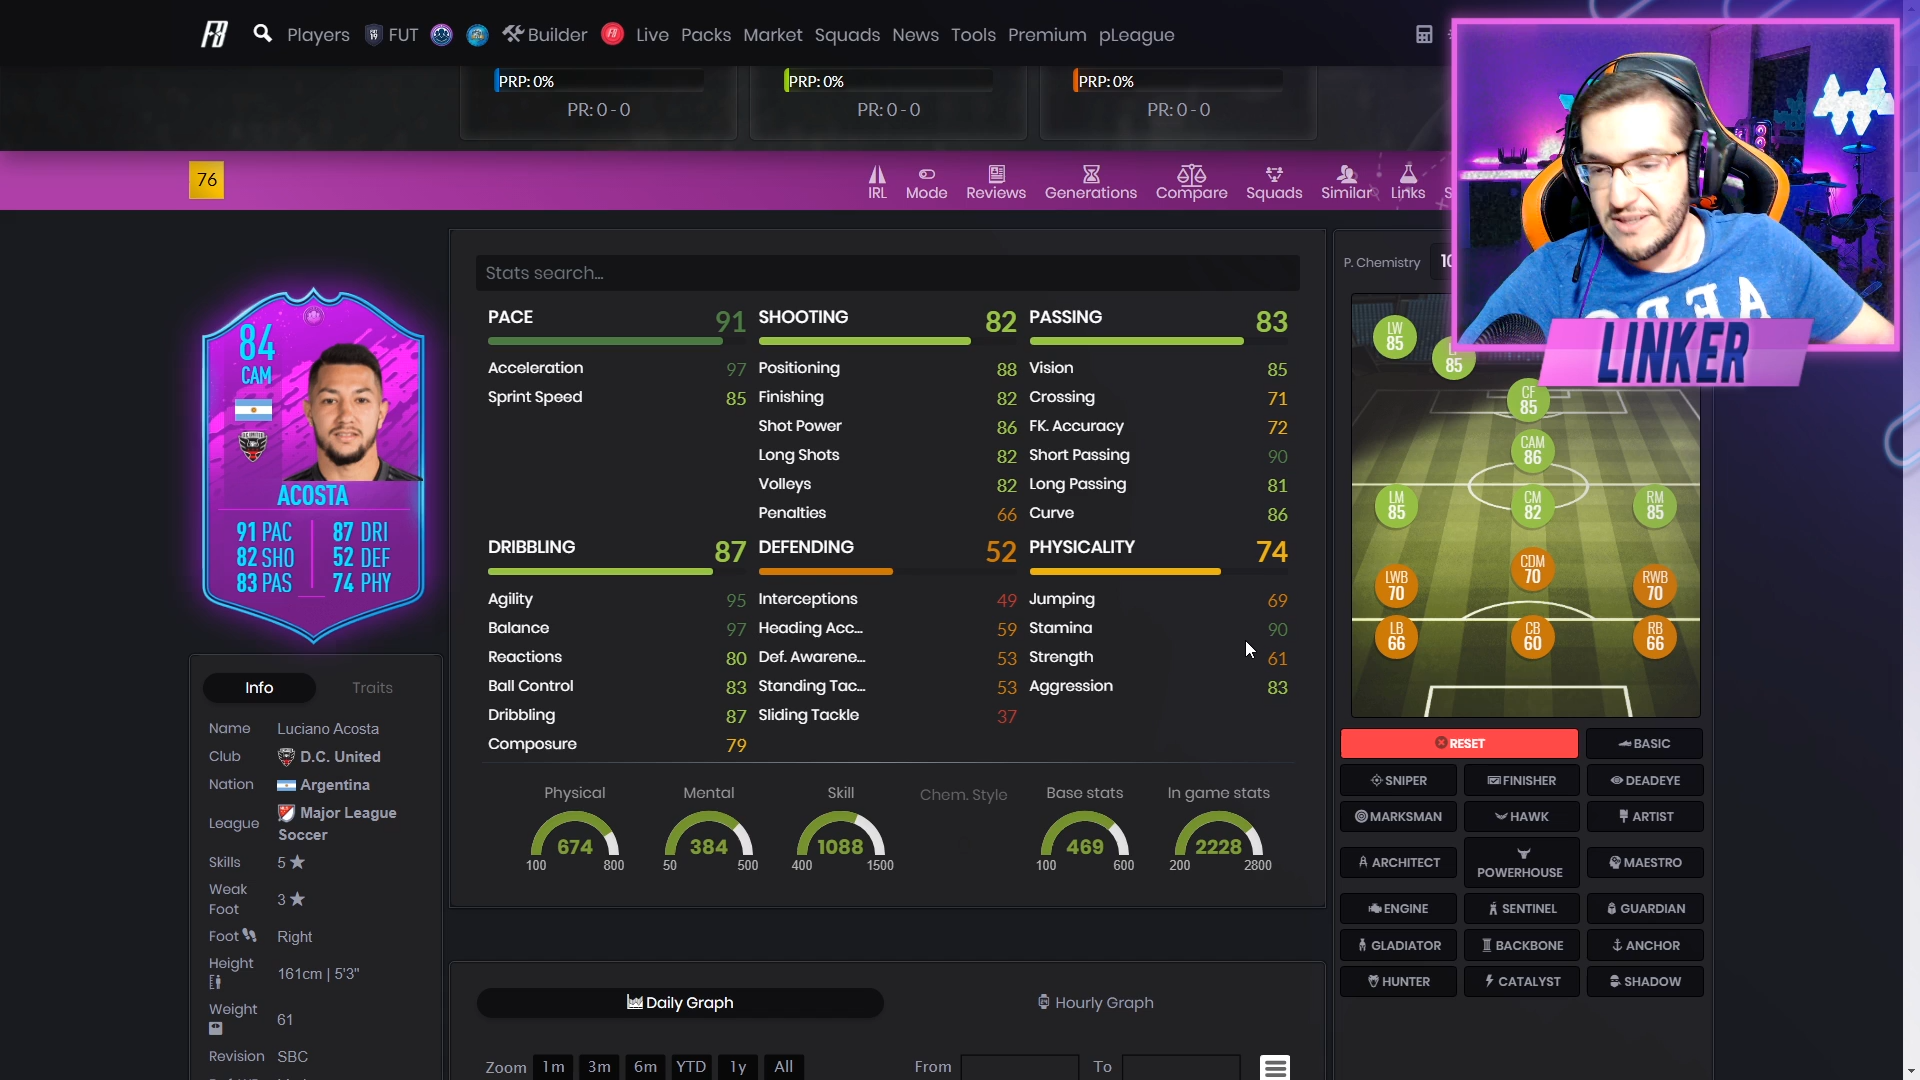 Players FUT Builder Live Packs Market Squads News Tools Premium pLeague
PRP: 0% PRP: 0% PRP: 0%
PR: 0 - 0 PR: 0 - 0 PR: 0 - 0
76
IRL Mode Reviews Generations Compare Squads Similar Links S
Stats search...
P. Chemistry 10
PACE 91
Acceleration 97
Sprint Speed 85
SHOOTING 82
Positioning 88
Finishing 82
Shot Power 86
Long Shots 82
Volleys 82
Penalties 66
PASSING 83
Vision 85
Crossing 71
FK. Accuracy 72
Short Passing 90
Long Passing 81
Curve 86
DRIBBLING 87
Agility 95
Balance 97
Reactions 80
Ball Control 83
Dribbling 87
Composure 79
DEFENDING 52
Interceptions 49
Heading Acc... 59
Def. Awarene... 53
Standing Tac... 53
Sliding Tackle 37
PHYSICALITY 74
Jumping 69
Stamina 90
Strength 61
Aggression 83
Physical Mental Skill Chem. Style Base stats In game stats
674 384 1088 469 2228
100 800 50 500 400 1500 100 600 200 2800
84
CAM
D.C. UNITED
ACOSTA
91 PAC 87 DRI
82 SHO 52 DEF
83 PAS 74 PHY
Info Traits
Name Luciano Acosta
Club D.C. United
Nation Argentina
League Major League
Soccer
Skills 5
Weak
Foot 3
Foot Right
Height 161cm | 5'3"
Weight 61
Revision SBC
Daily Graph Hourly Graph
Zoom 1m 3m 6m YTD 1y All From To
LINKER
LW
85
85
CF
85
CAM
86
LM
85
CM
82
RM
85
LWB
70
CDM
70
RWB
70
LB
66
CB
60
RB
66
RESET BASIC
SNIPER FINISHER DEADEYE
MARKSMAN HAWK ARTIST
ARCHITECT POWERHOUSE MAESTRO
ENGINE SENTINEL GUARDIAN
GLADIATOR BACKBONE ANCHOR
HUNTER CATALYST SHADOW